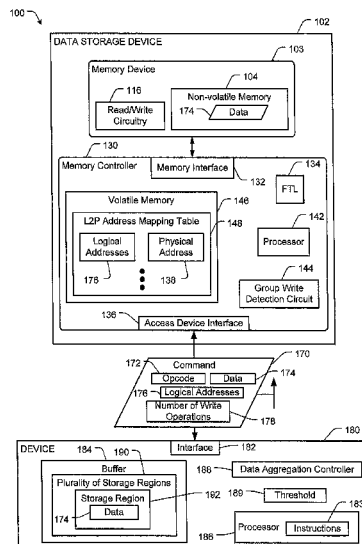 100
102
DATA STORAGE DEVICE
103
Memory Device
104
116
Read/Write Circuitry
Non-volatile Memory
174
Data
130
Memory Controller
Memory Interface
132
134
FTL
Volatile Memory
146
L2P Address Mapping Table
148
Logical Addresses
Physical Address
142
Processor
144
176
138
Group Write Detection Circuit
136
Access Device Interface
Command
170
172
Opcode
Data
174
176
Logical Addresses
Number of Write Operations
178
180
DEVICE
Interface
182
184
190
Buffer
Plurality of Storage Regions
188
Data Aggregation Controller
Storage Region
192
189
Threshold
174
Data
183
186
Processor
Instructions